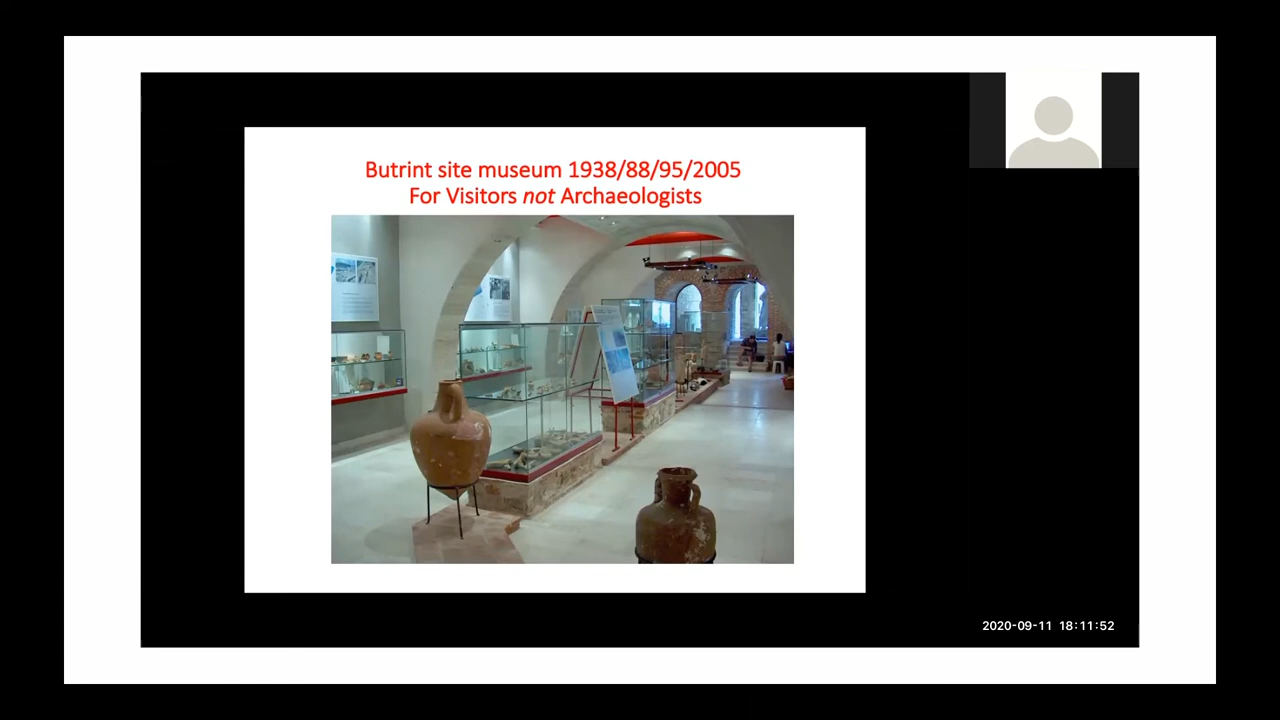 Butrint site museum 1938/88/95/2005
For Visitors not Archaeologists
2020-09-11 18:11:52